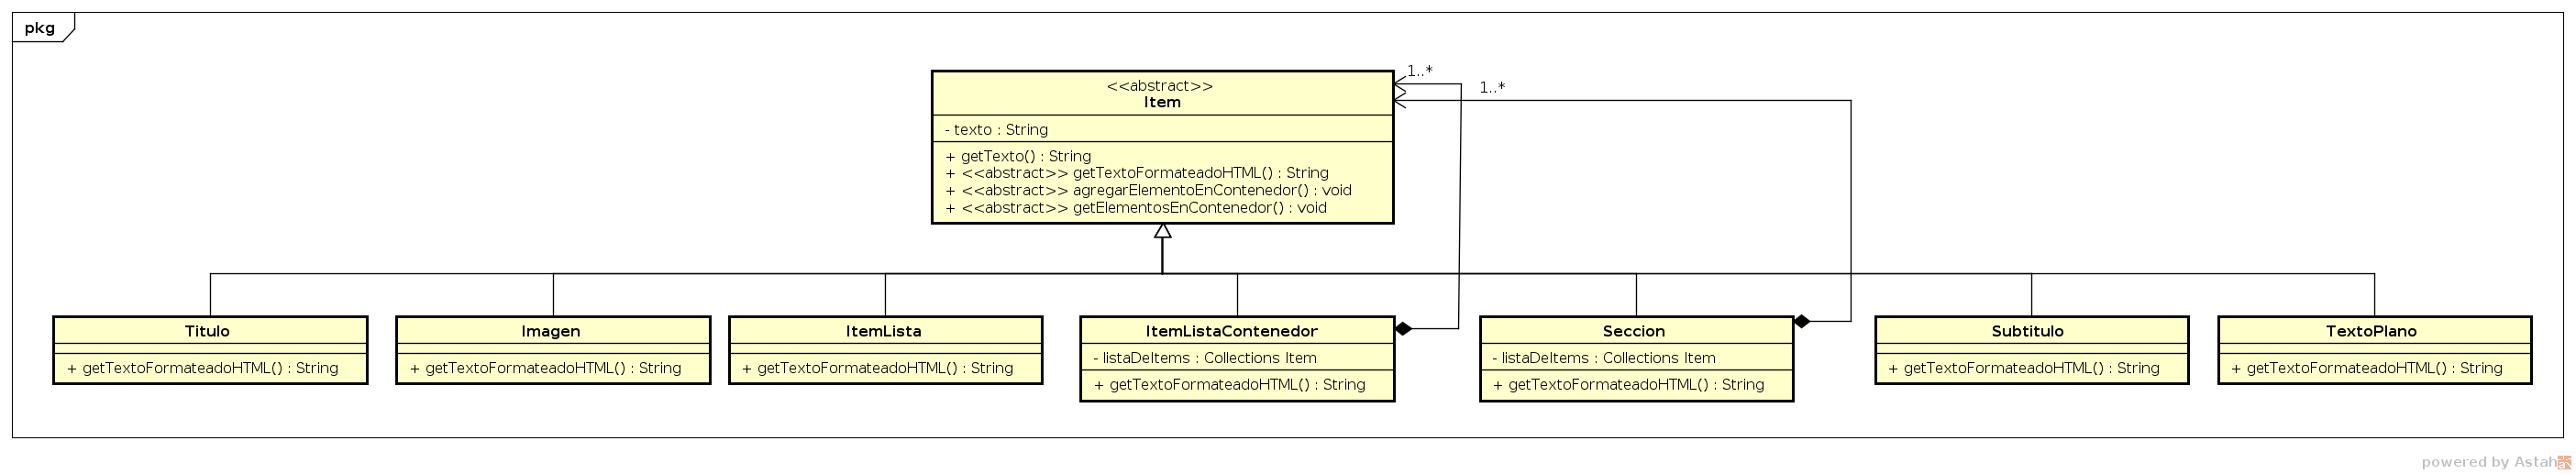 pkg
<<abstract>>
Item
- texto : String
+ getTexto() : String
+ <<abstract>> getTextoFormateadoHTML() : String
+ <<abstract>> agregarElementoEnContenedor() : void
+ <<abstract>> getElementosEnContenedor() : void
1..*
1..*
Titulo
+ getTextoFormateadoHTML() : String
Imagen
+ getTextoFormateadoHTML() : String
ItemLista
+ getTextoFormateadoHTML() : String
ItemListaContenedor
- listaDeItems : Collections Item
+ getTextoFormateadoHTML() : String
Seccion
- listaDeItems : Collections Item
+ getTextoFormateadoHTML() : String
Subtitulo
+ getTextoFormateadoHTML() : String
TextoPlano
+ getTextoFormateadoHTML() : String
powered by Astah